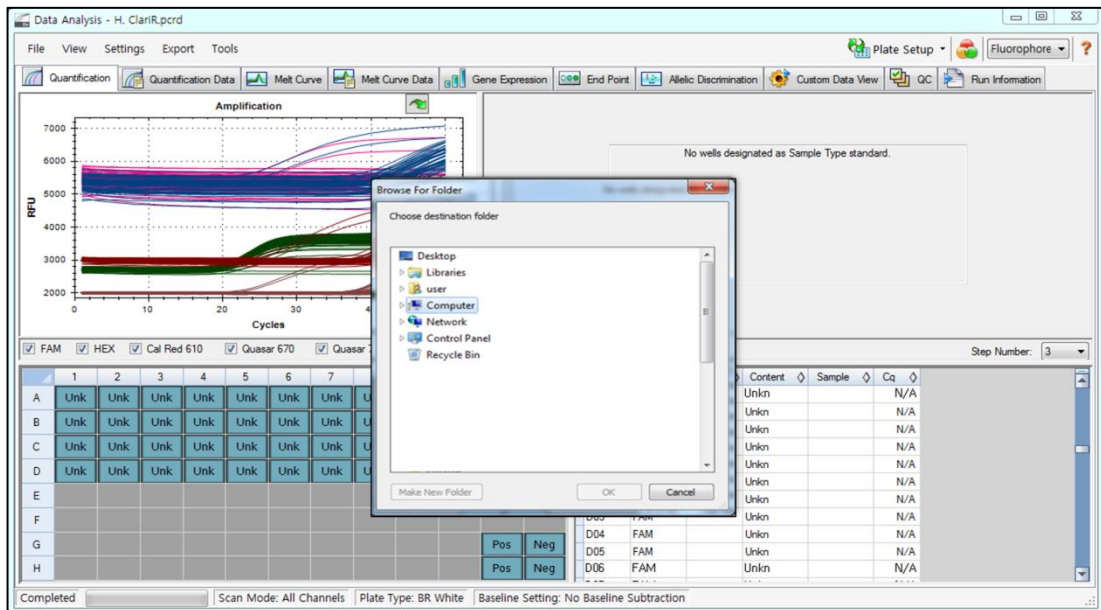 Data Analysis - H. ClariR.pcrd
File View Settings Export Tools
Plate Setup Fluorophore ?
Quantification Quantification Data Melt Curve Melt Curve Data Gene Expression End Point Allelic Discrimination Custom Data View QC Run Information
Amplification
7000
6000
5000
4000
3000
2000
RFU
0 10 20 30 4
Cycles
No wells designated as Sample Type standard.
Browse For Folder
Choose destination folder
Desktop
Libraries
user
Computer
Network
Control Panel
Recycle Bin
Make New Folder OK Cancel
FAM HEX Cal Red 610 Quasar 670 Quasar 7
Step Number: 3
1 2 3 4 5 6 7
A Unk Unk Unk Unk Unk Unk Unk U
B Unk Unk Unk Unk Unk Unk Unk U
C Unk Unk Unk Unk Unk Unk Unk U
D Unk Unk Unk Unk Unk Unk Unk U
E
F
G Pos Neg
H Pos Neg
Content Sample Cq
Unkn N/A
Unkn N/A
Unkn N/A
Unkn N/A
Unkn N/A
Unkn N/A
Unkn N/A
D03 FAM Unkn N/A
D04 FAM Unkn N/A
D05 FAM Unkn N/A
D06 FAM Unkn N/A
Completed Scan Mode: All Channels Plate Type: BR White Baseline Setting: No Baseline Subtraction